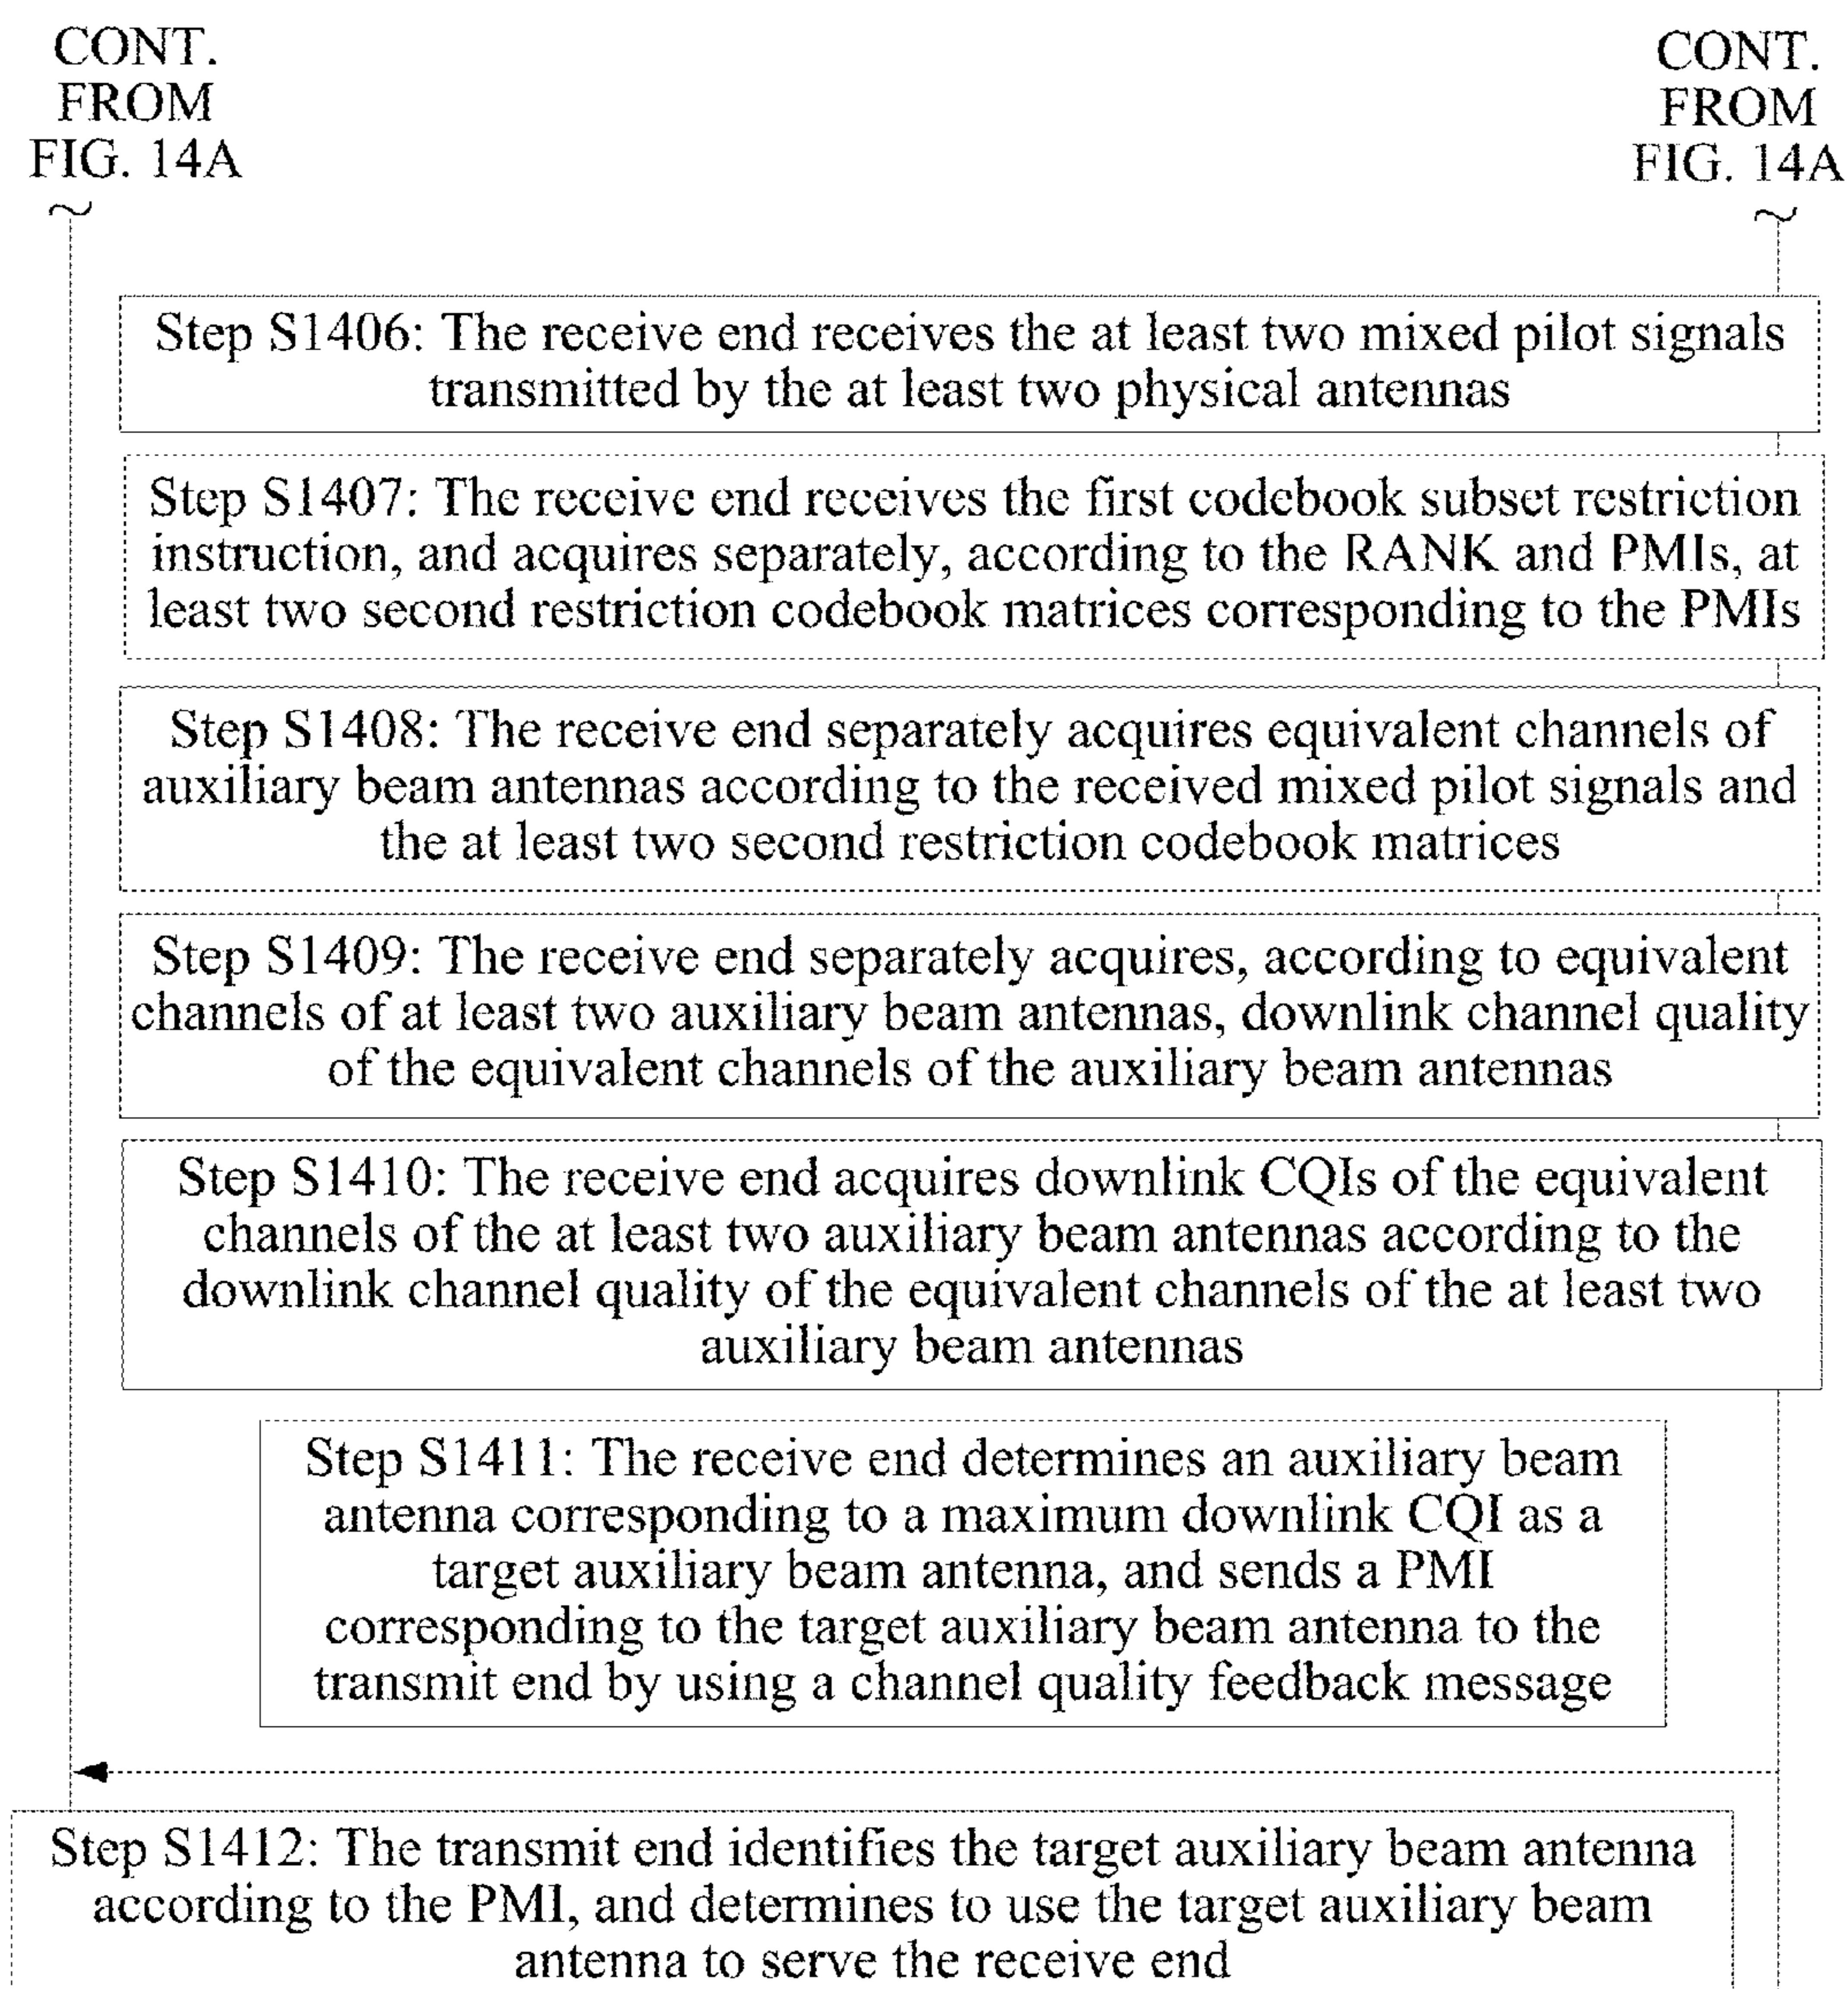 CONT.
FROM
FIG. 14A
CONT.
FROM
FIG. 14A
Step S1406: The receive end receives the at least two mixed pilot signals
transmitted by the at least two physical antennas
Step S1407: The receive end receives the first codebook subset restriction
instruction, and acquires separately, according to the RANK and PMIs, at
least two second restriction codebook matrices corresponding to the PMIs
Step S1408: The receive end separately acquires equivalent channels of
auxiliary beam antennas according to the received mixed pilot signals and
the at least two second restriction codebook matrices
Step S1409: The receive end separately acquires, according to equivalent
channels of at least two auxiliary beam antennas, downlink channel quality
of the equivalent channels of the auxiliary beam antennas
Step S1410: The receive end acquires downlink CQIs of the equivalent
channels of the at least two auxiliary beam antennas according to the
downlink channel quality of the equivalent channels of the at least two
auxiliary beam antennas
Step S1411: The receive end determines an auxiliary beam
antenna corresponding to a maximum downlink CQI as a
target auxiliary beam antenna, and sends a PMI
corresponding to the target auxiliary beam antenna to the
transmit end by using a channel quality feedback message
Step S1412: The transmit end identifies the target auxiliary beam antenna
according to the PMI, and determines to use the target auxiliary beam
antenna to serve the receive end